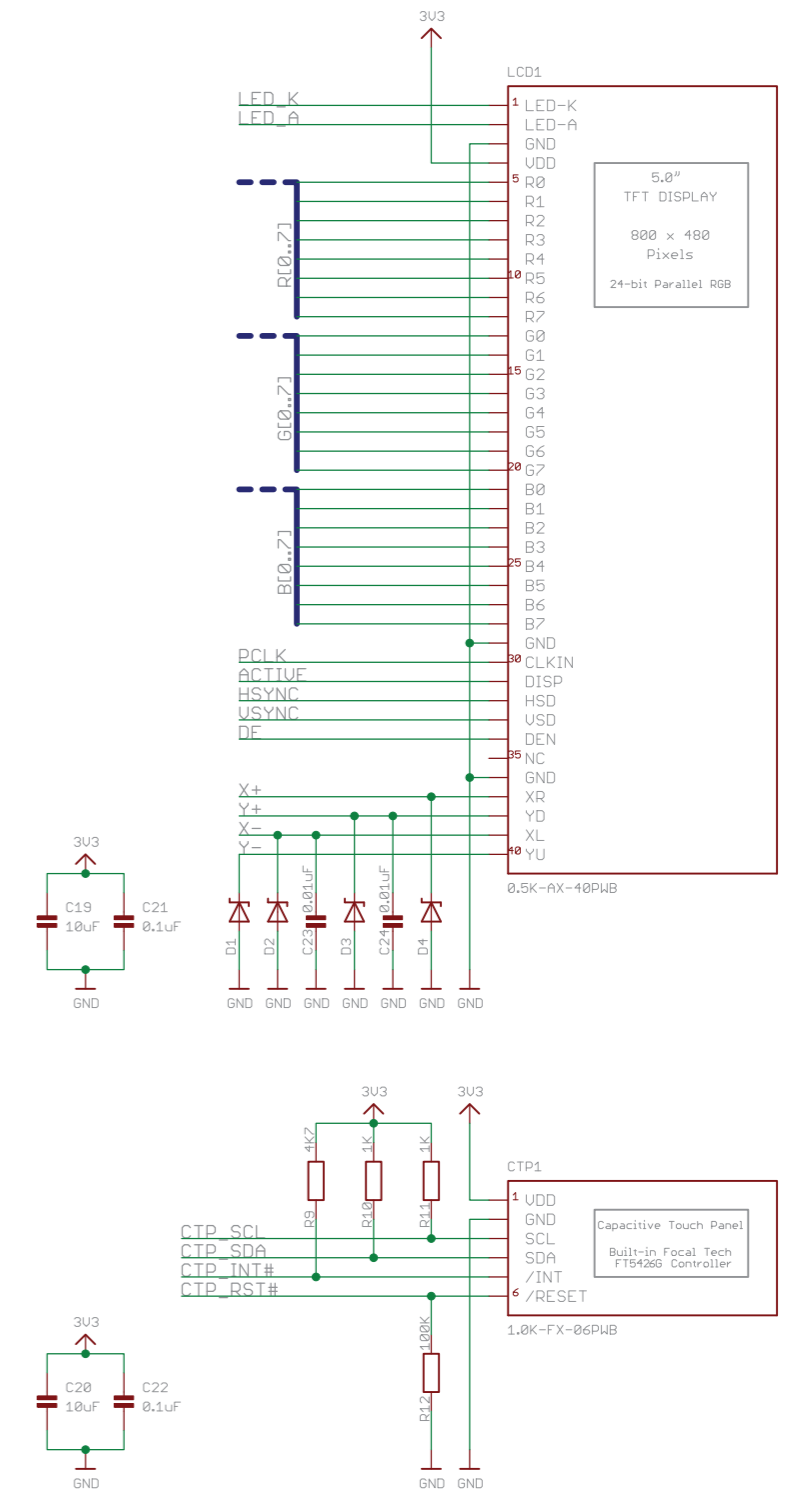 3V3
LCD1
LED_K
LED_A
1 LED-K
LED-A
GND
VDD
5 R0
R1
R2
R3
R4
10 R5
R6
R7
G0
G1
15 G2
G3
G4
G5
G6
20 G7
B0
B1
B2
B3
25 B4
B5
B6
B7
GND
30 CLKIN
DISP
HSD
VSD
DEN
35 NC
GND
XR
YD
XL
40 YU
5.0"
TFT DISPLAY
800 x 480
Pixels
24-bit Parallel RGB
R[0..7]
G[0..7]
B[0..7]
PCLK
ACTIVE
HSYNC
VSYNC
DE
X+
Y+
X-
Y-
0.5K-AX-40PWB
3V3
C19
10uF
C21
0.1uF
GND
D1
D2
C23
0.01uF
D3
C24
0.01uF
D4
GND
GND
GND
GND
GND
GND
GND
3V3
3V3
4K7
1K
1K
R9
R10
R11
CTP1
CTP_SCL
CTP_SDA
CTP_INT#
CTP_RST#
1 VDD
GND
SCL
SDA
/INT
6 /RESET
Capacitive Touch Panel
Built-in Focal Tech
FT5426G Controller
1.0K-FX-06PWB
100K
R12
GND
GND
3V3
C20
10uF
C22
0.1uF
GND